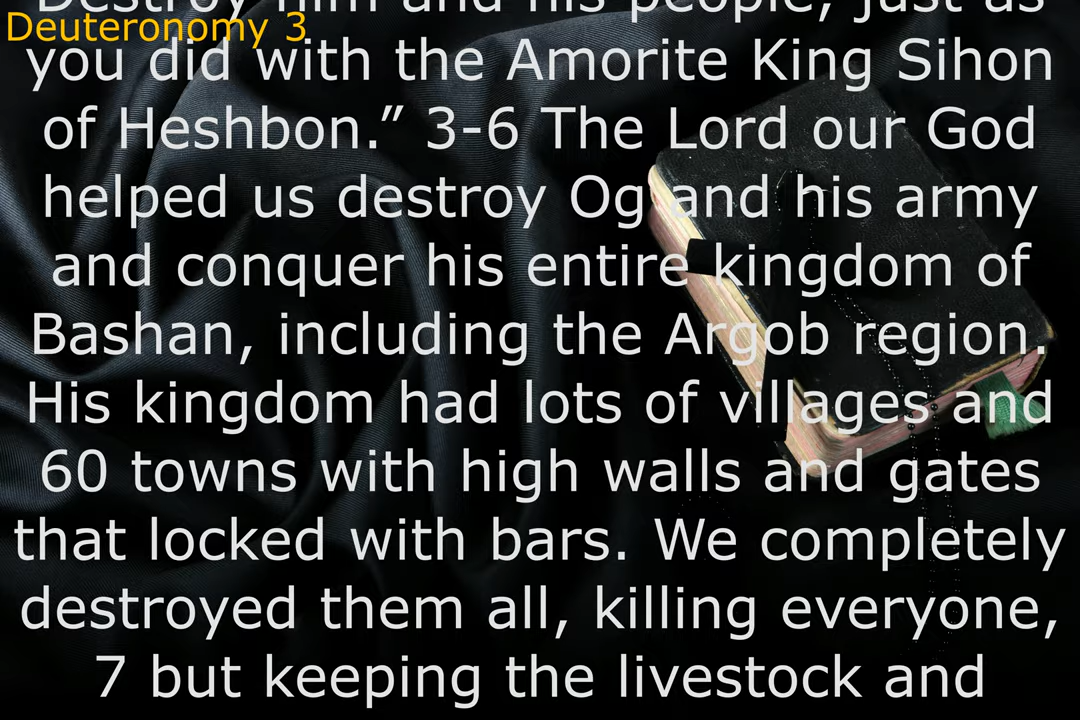 Deuteronomy 3
Destroy him and his people, just as
you did with the Amorite King Sihon
of Heshbon.” 3-6 The Lord our God
helped us destroy Og and his army
and conquer his entire kingdom of
Bashan, including the Argob region.
His kingdom had lots of villages and
60 towns with high walls and gates
that locked with bars. We completely
destroyed them all, killing everyone,
7 but keeping the livestock and